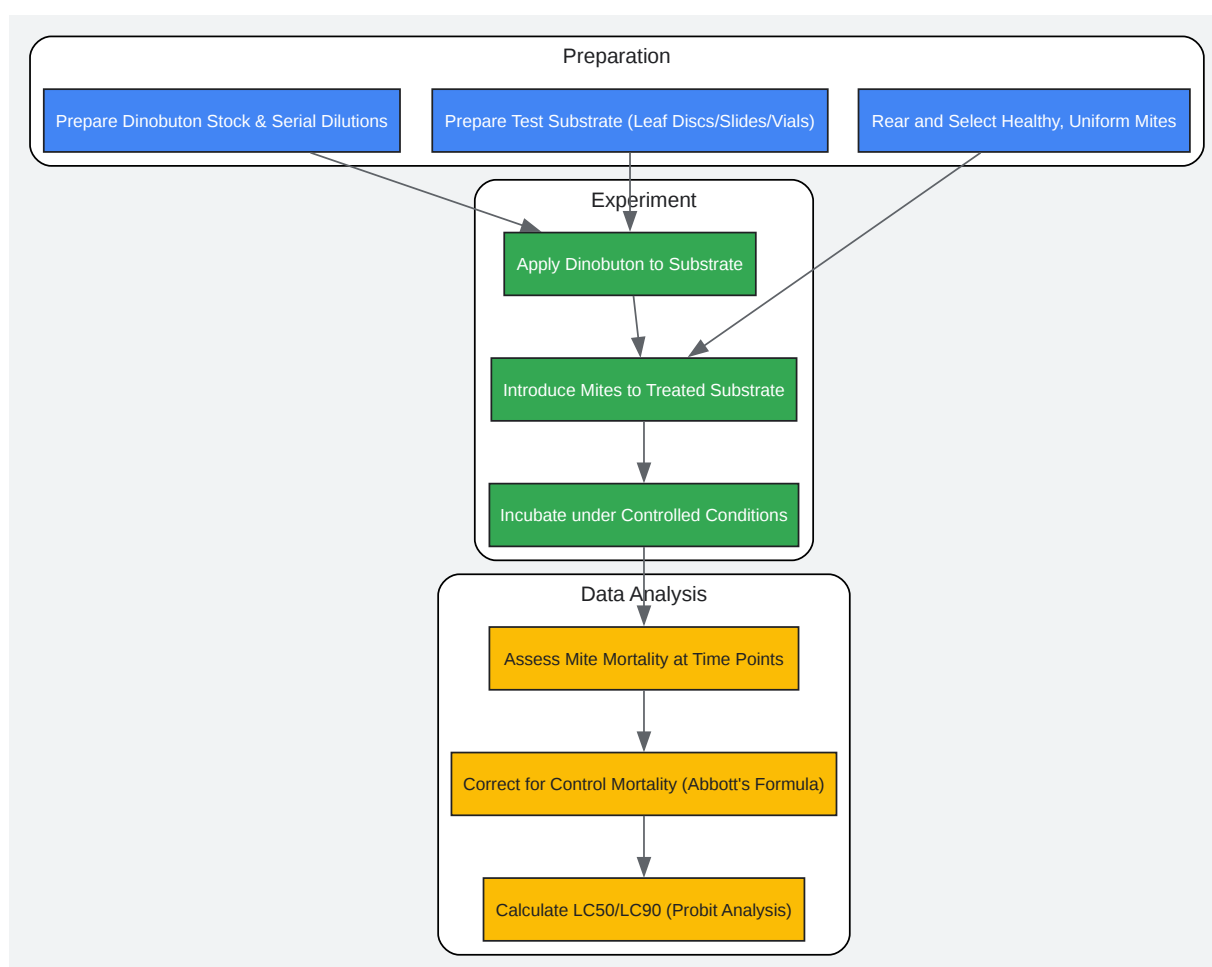 Preparation
Prepare Dinobuton Stock & Serial Dilutions
Prepare Test Substrate (Leaf Discs/Slides/Vials)
Rear and Select Healthy, Uniform Mites
Experiment
Apply Dinobuton to Substrate
Introduce Mites to Treated Substrate
Incubate under Controlled Conditions
Data Analysis
Assess Mite Mortality at Time Points
Correct for Control Mortality (Abbott's Formula)
Calculate LC50/LC90 (Probit Analysis)